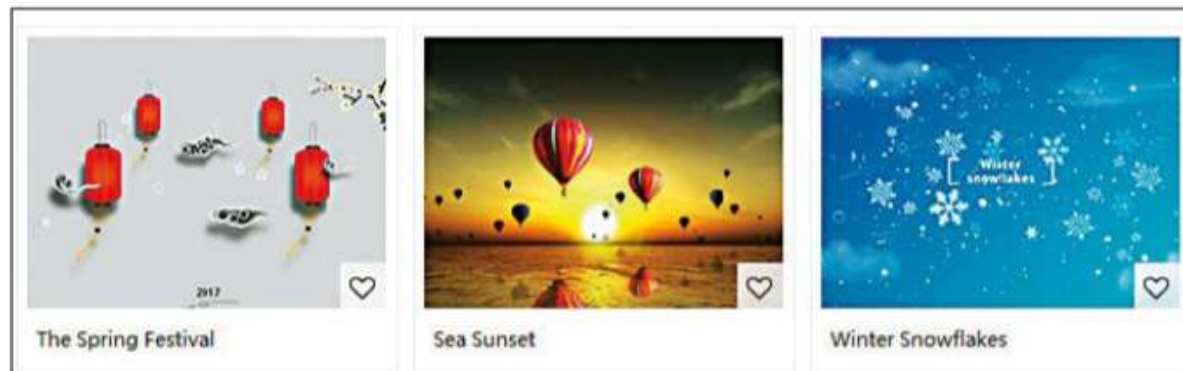 2017
Winter
snowflakes
The Spring Festival
Sea Sunset
Winter Snowflakes